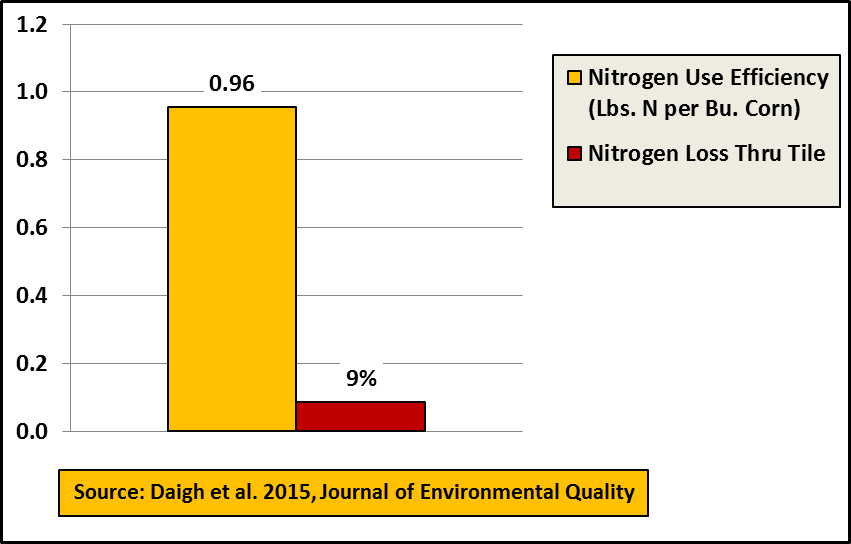 1.2
1.0
0.8
0.6
0.4
0.2
0.0
0.96
9%
Nitrogen Use Efficiency
(Lbs. N per Bu. Corn)
Nitrogen Loss Thru Tile
Source: Daigh et al. 2015, Journal of Environmental Quality